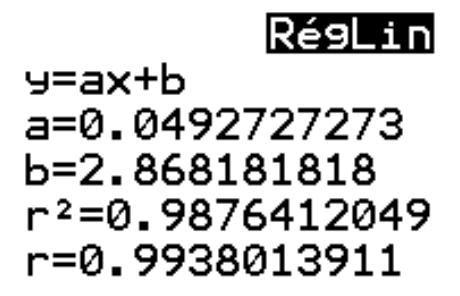 RégLin
y=ax+b
a=0.0492727273
b=2.868181818
r²=0.9876412049
r=0.9938013911